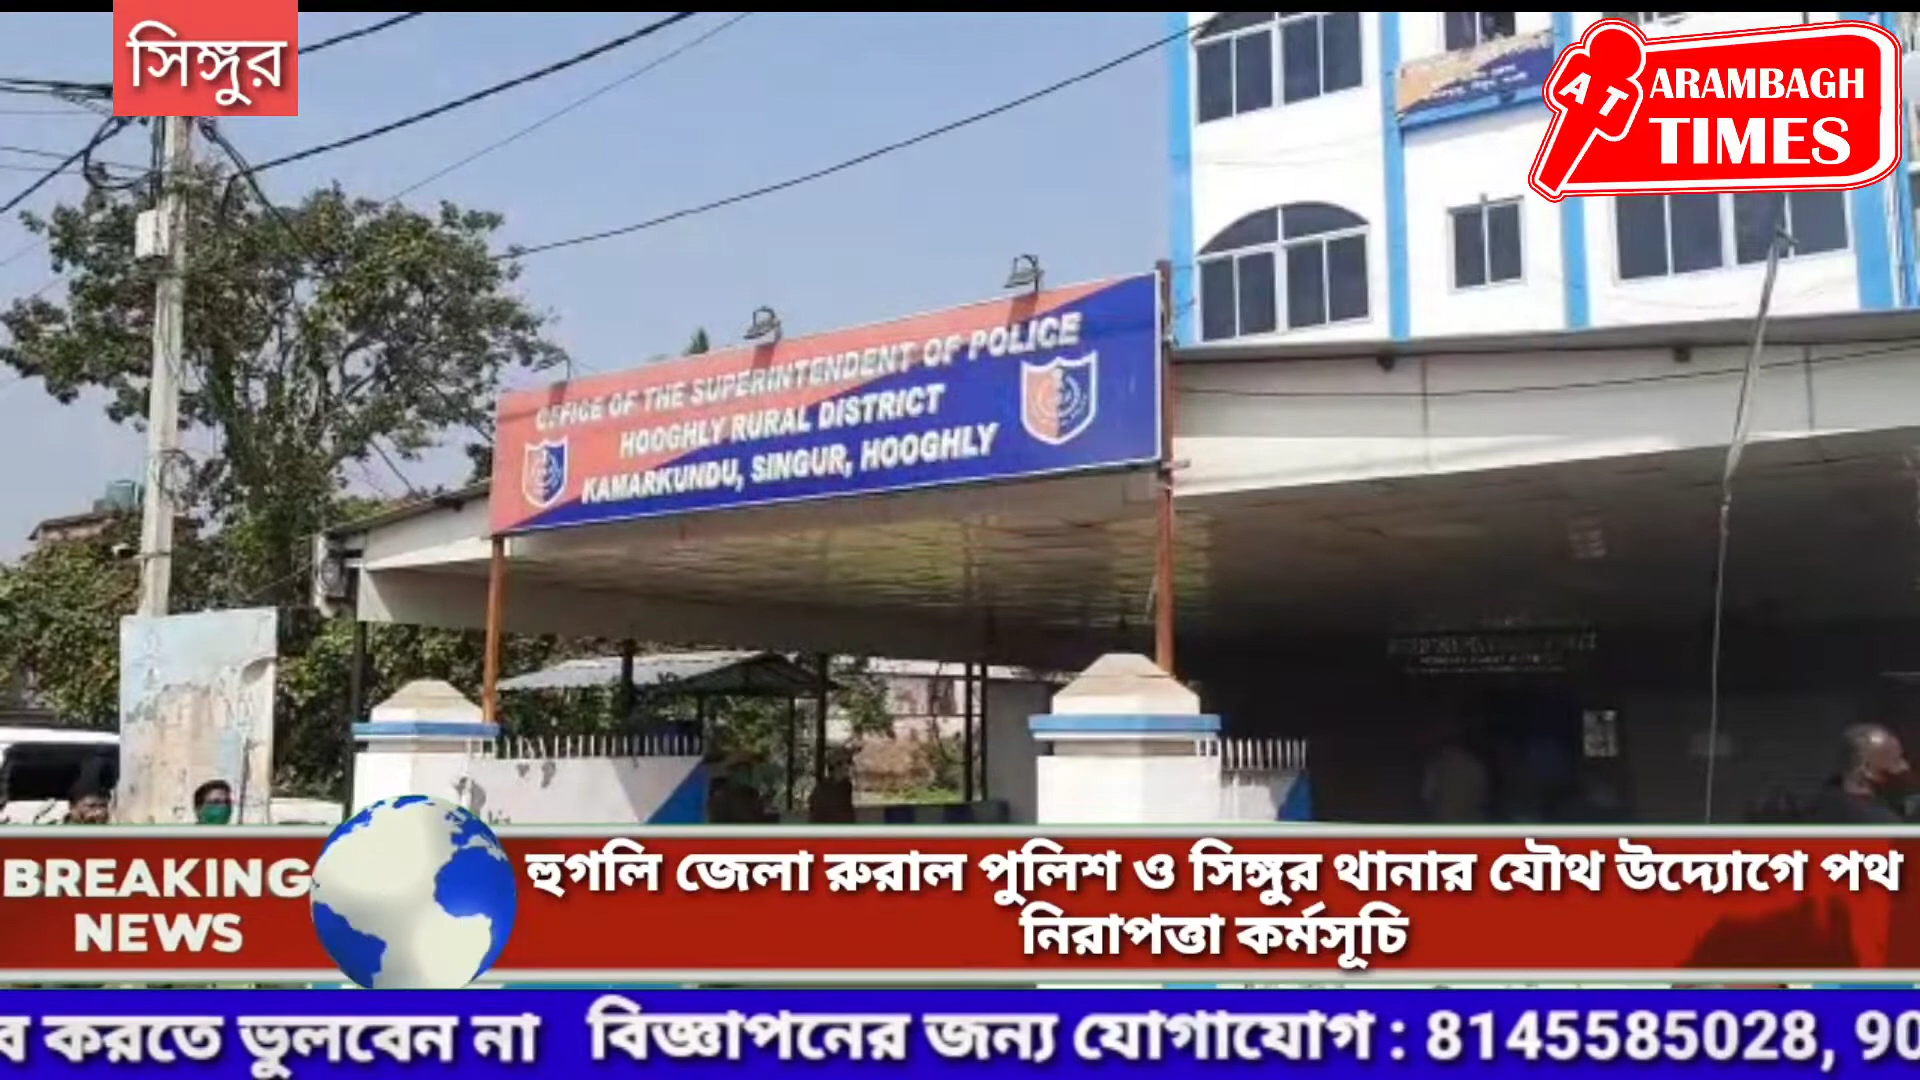 সিঙ্গুর
AT
ARAMBAGH
TIMES
OFFICE OF THE SUPERINTENDENT OF POLICE
HOOGHLY RURAL DISTRICT
KAMARKUNDU, SINGUR, HOOGHLY
BREAKING
NEWS
হুগলি জেলা রুরাল পুলিশ ও সিঙ্গুর থানার যৌথ উদ্যোগে পথ
নিরাপত্তা কর্মসূচি
করতে ভুলবেন না বিজ্ঞাপনের জন্য যোগাযোগ : 8145585028, 90